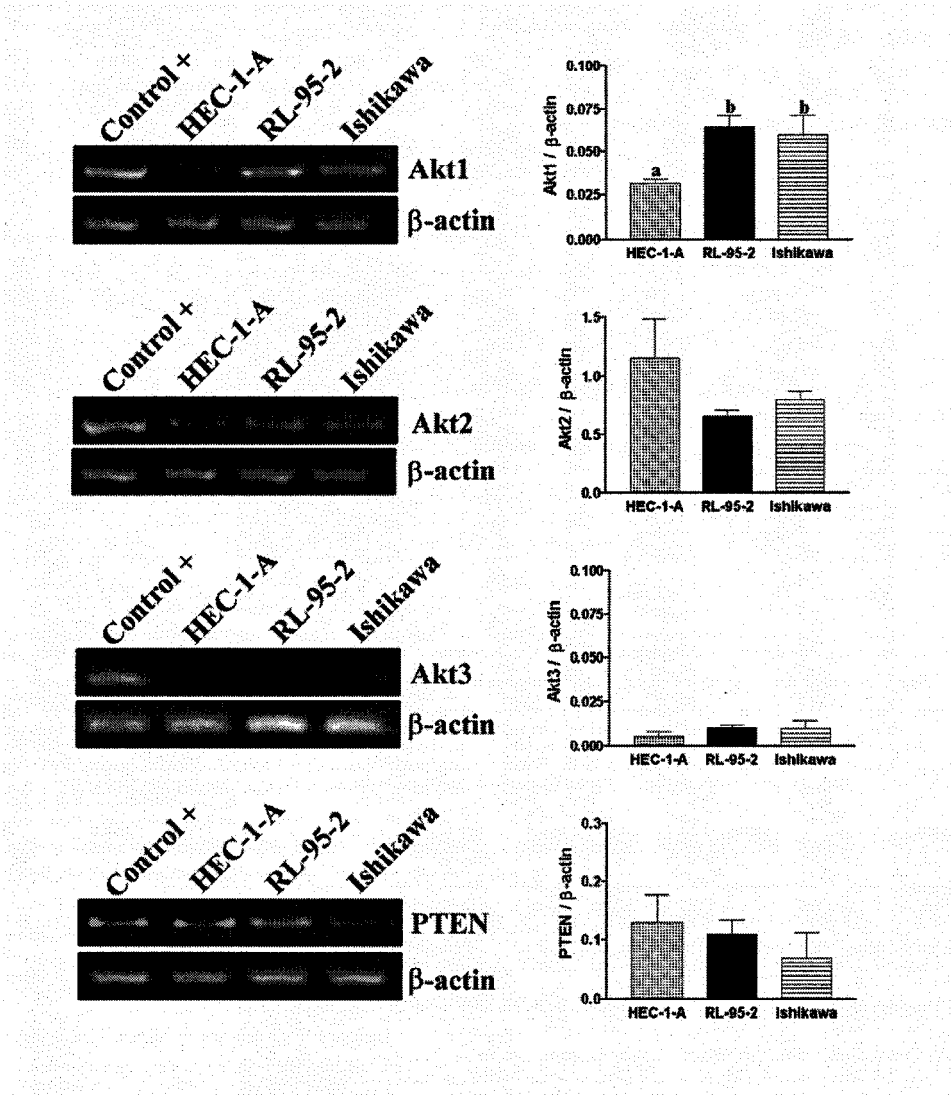 Control + HEC-1-A RL-95-2 Ishikawa
Akt1
β-actin
0.100
0.075
0.050
0.025
0.000
Akt1 / β-actin
a b b
HEC-1-A RL-95-2 Ishikawa
Control + HEC-1-A RL-95-2 Ishikawa
Akt2
β-actin
1.5
1.0
0.5
0.0
Akt2 / β-actin
HEC-1-A RL-95-2 Ishikawa
Control + HEC-1-A RL-95-2 Ishikawa
Akt3
β-actin
0.100
0.075
0.050
0.025
0.000
Akt3 / β-actin
HEC-1-A RL-95-2 Ishikawa
Control + HEC-1-A RL-95-2 Ishikawa
PTEN
β-actin
0.3
0.2
0.1
0.0
PTEN / β-actin
HEC-1-A RL-95-2 Ishikawa